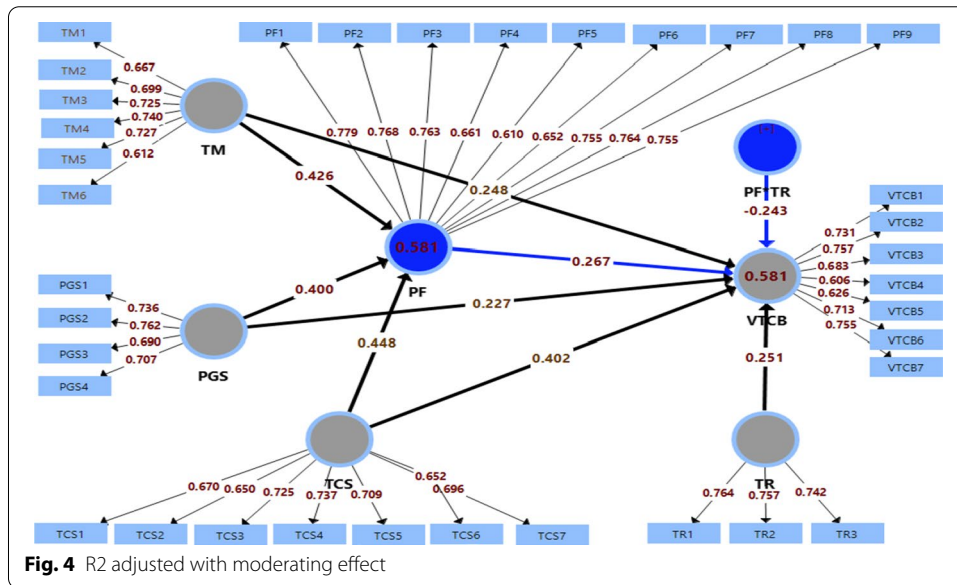 TM1
TM2
TM3
TM4
TM5
TM6
0.667
0.699
0.725
0.740
0.727
0.612
TM
PF1
PF2
PF3
PF4
PF5
PF6
PF7
PF8
PF9
0.779
0.768
0.763
0.661
0.610
0.652
0.755
0.764
0.755
[+]
PF*TR
-0.243
0.426
0.248
0.581
PF
0.267
0.581
VTCB
VTCB1
VTCB2
VTCB3
VTCB4
VTCB5
VTCB6
VTCB7
0.731
0.757
0.683
0.606
0.626
0.713
0.755
PGS1
PGS2
PGS3
PGS4
0.736
0.762
0.690
0.707
PGS
0.400
0.227
0.448
0.402
0.251
TCS
0.670
0.650
0.725
0.737
0.709
0.652
0.696
TCS1
TCS2
TCS3
TCS4
TCS5
TCS6
TCS7
TR
0.764
0.757
0.742
TR1
TR2
TR3
Fig. 4 R2 adjusted with moderating effect